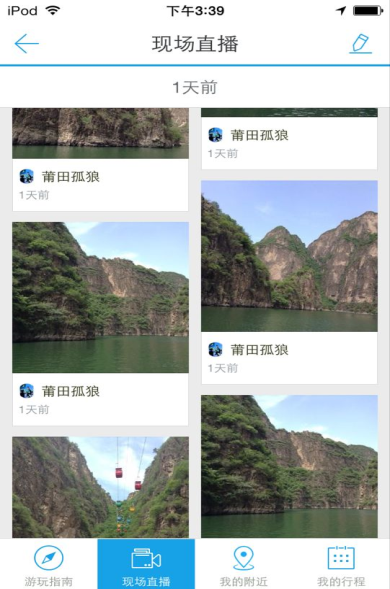 iPod 下午3:39
现场直播
1天前
莆田孤狼
1天前
莆田孤狼
1天前
莆田孤狼
1天前
莆田孤狼
1天前
游玩指南 现场直播 我的附近 我的行程